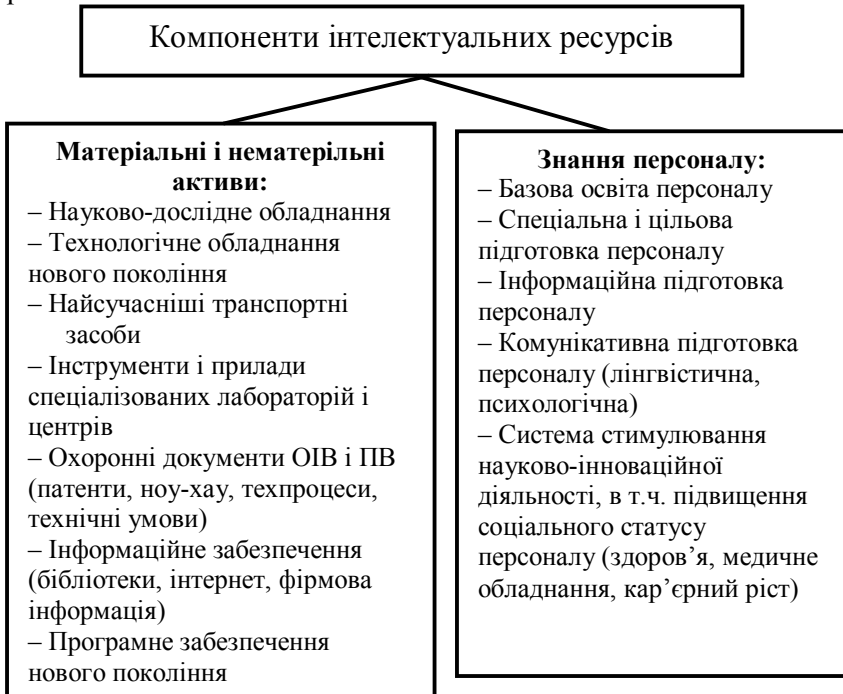 Компоненти інтелектуальних ресурсів
Матеріальні і нематерільні
активи:
– Науково-дослідне обладнання
– Технологічне обладнання
нового покоління
– Найсучасніші транспортні
засоби
– Інструменти і прилади
спеціалізованих лабораторій і
центрів
– Охоронні документи ОІВ і ПВ
(патенти, ноу-хау, техпроцеси,
технічні умови)
– Інформаційне забезпечення
(бібліотеки, інтернет, фірмова
інформація)
– Програмне забезпечення
нового покоління
Знання персоналу:
– Базова освіта персоналу
– Спеціальна і цільова
підготовка персоналу
– Інформаційна підготовка
персоналу
– Комунікативна підготовка
персоналу (лінгвістична,
психологічна)
– Система стимулювання
науково-інноваційної
діяльності, в т.ч. підвищення
соціального статусу
персоналу (здоров’я, медичне
обладнання, кар’єрний ріст)